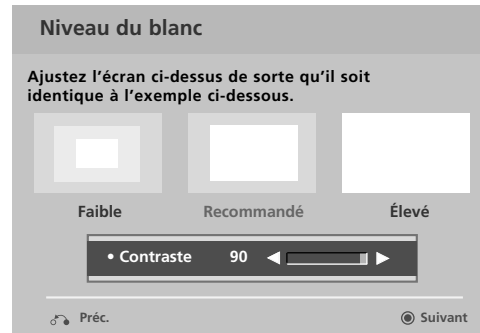 Niveau du blanc
Ajustez l'écran ci-dessus de sorte qu'il soit
identique à l'exemple ci-dessous.
Faible Recommandé Élevé
• Contraste 90 ◀ ▶
Préc. ◉ Suivant